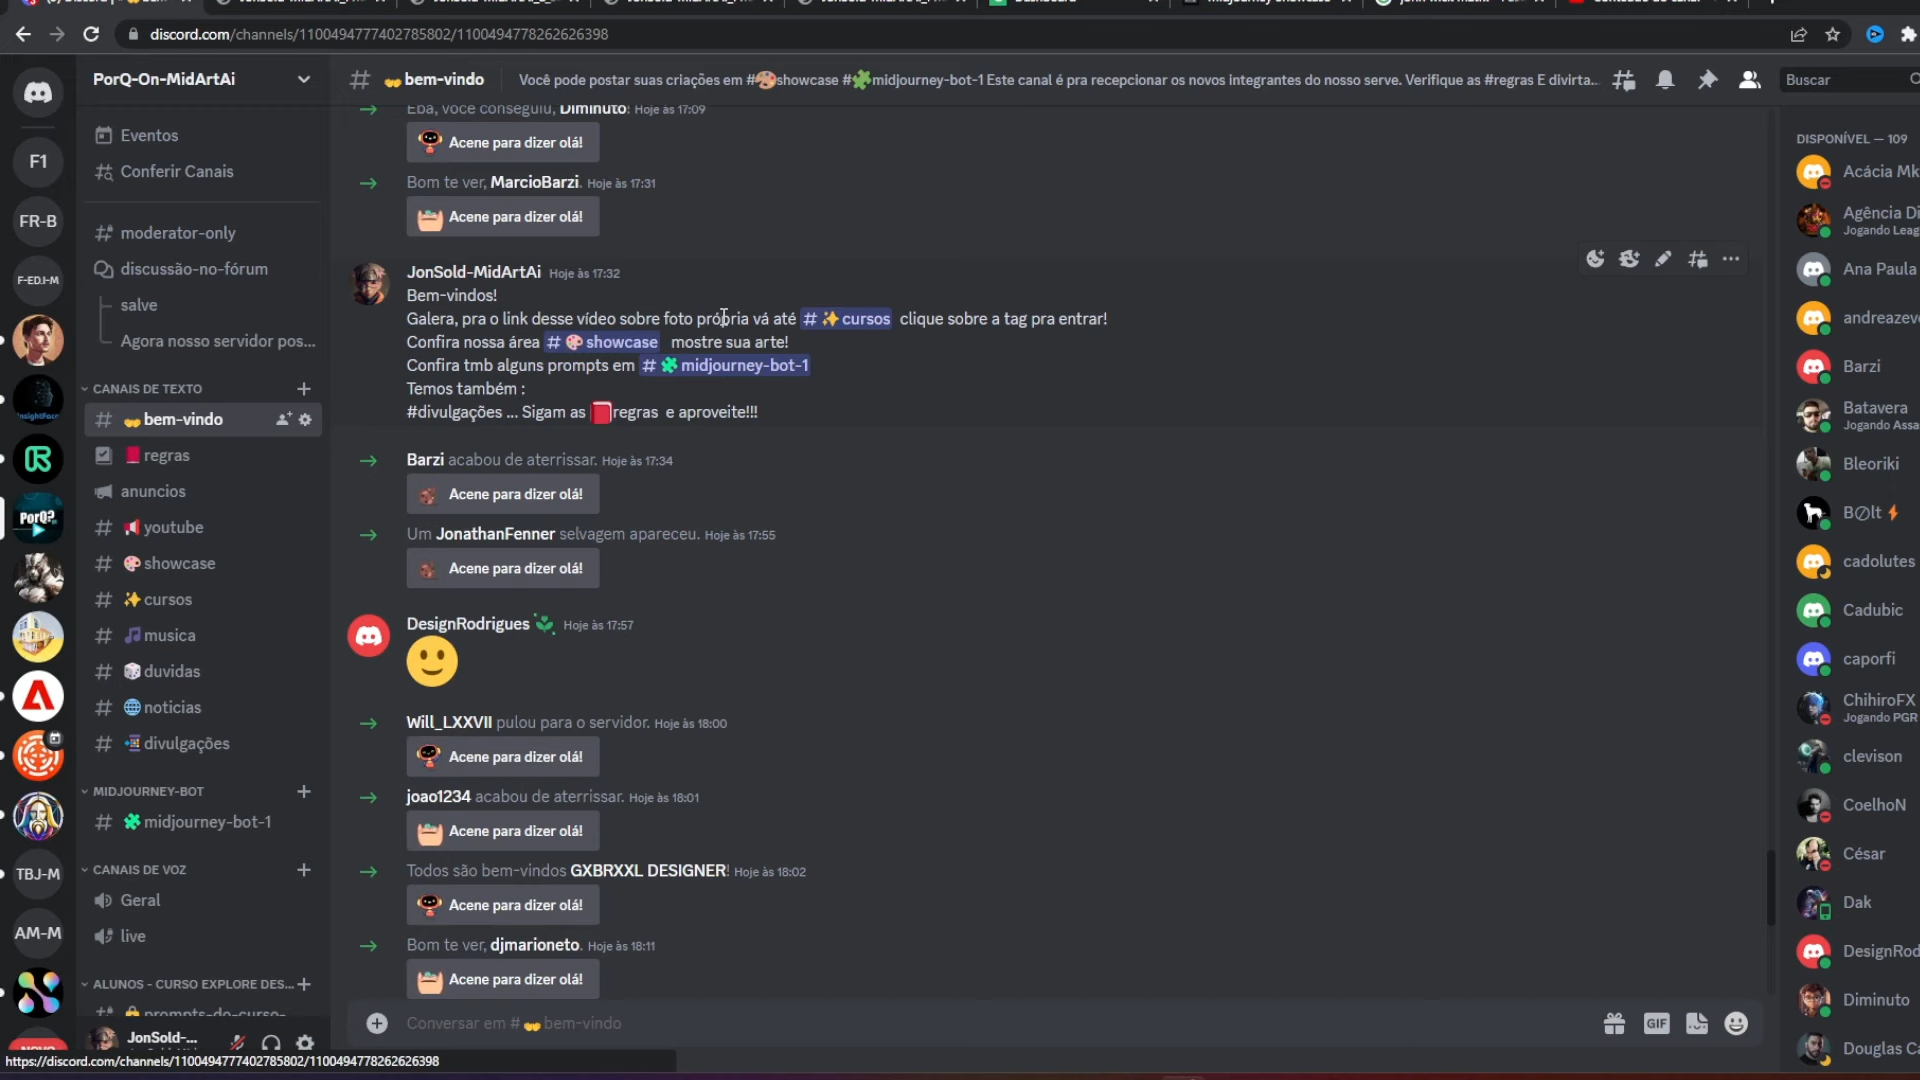 Dashboard
discord.com/channels/1100494777402785802/1100494778262626398
PorQ-On-MidArtAi
bem-vindo
Você pode postar suas criações em #🎨showcase #🧩midjourney-bot-1 Este canal é pra recepcionar os novos integrantes do nosso serve. Verifique as #regras E divirta...
Buscar
F1
FR-B
F-EDJ-M
InsightFace
PorQ?
TBJ-M
AM-M
NOVO
Eventos
Conferir Canais
moderator-only
discussão-no-fórum
salve
Agora nosso servidor pos...
CANAIS DE TEXTO
bem-vindo
regras
anuncios
youtube
showcase
cursos
musica
duvidas
noticias
divulgações
MIDJOURNEY-BOT
midjourney-bot-1
CANAIS DE VOZ
Geral
live
ALUNOS - CURSO EXPLORE DES...
prompts-do-curso-
JonSold-...
Eba, você conseguiu, Diminuto! Hoje às 17:09
Acene para dizer olá!
Bom te ver, MarcioBarzi. Hoje às 17:31
Acene para dizer olá!
JonSold-MidArtAi Hoje às 17:32
Bem-vindos!
Galera, pra o link desse vídeo sobre foto própria vá até # ✨cursos clique sobre a tag pra entrar!
Confira nossa área # 🎨showcase mostre sua arte!
Confira tmb alguns prompts em # 🧩midjourney-bot-1
Temos também :
#divulgações ... Sigam as 📕regras e aproveite!!!
Barzi acabou de aterrissar. Hoje às 17:34
Acene para dizer olá!
Um JonathanFenner selvagem apareceu. Hoje às 17:55
Acene para dizer olá!
DesignRodrigues Hoje às 17:57
Will_LXXVII pulou para o servidor. Hoje às 18:00
Acene para dizer olá!
joao1234 acabou de aterrissar. Hoje às 18:01
Acene para dizer olá!
Todos são bem-vindos GXBRXXL DESIGNER! Hoje às 18:02
Acene para dizer olá!
Bom te ver, djmarioneto. Hoje às 18:11
Acene para dizer olá!
Conversar em # 🤝bem-vindo
GIF
DISPONÍVEL — 109
Acácia Mk
Agência Di
Jogando Leag
Ana Paula
andreazeve
Barzi
Batavera
Jogando Assa
Bleoriki
B∅lt ⚡
cadolutes
Cadubic
caporfi
ChihiroFX
Jogando PGR
clevison
CoelhoN
César
Dak
DesignRod
Diminuto
Douglas Ca
https://discord.com/channels/1100494777402785802/1100494778262626398